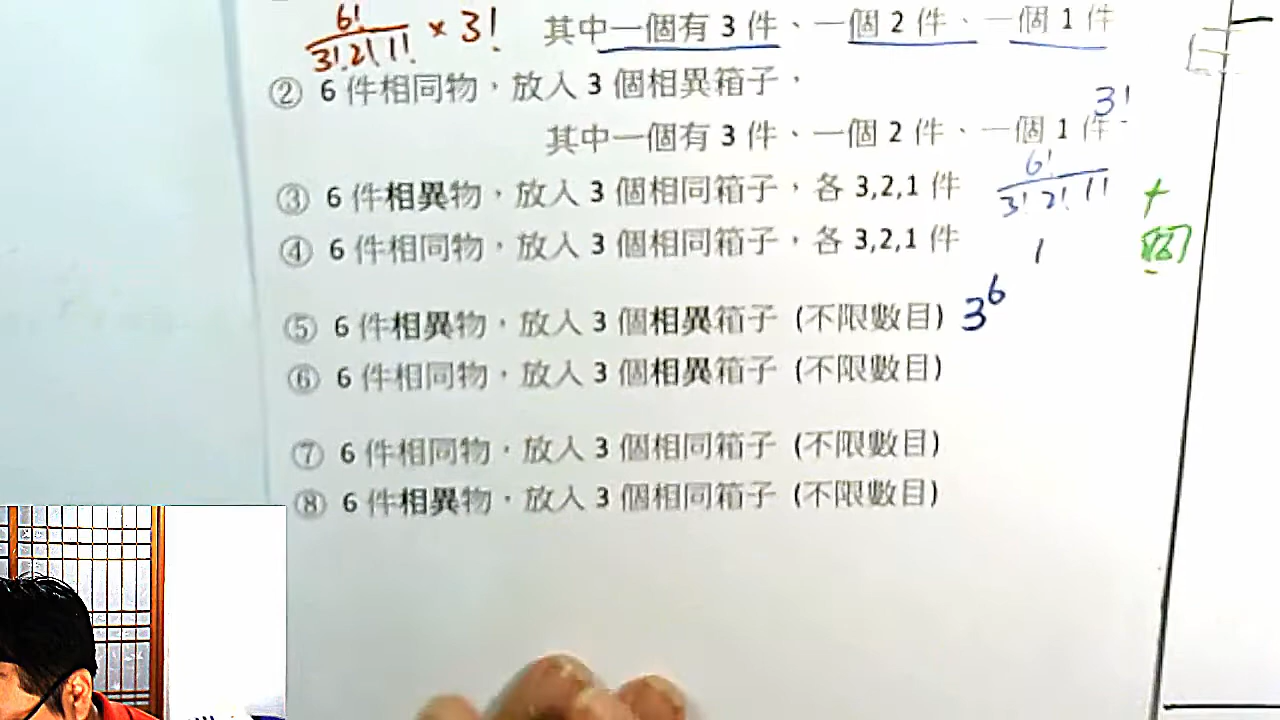 6!/3!2!1! × 3! 其中一個有 3 件、一個 2 件、一個 1 件
② 6 件相同物，放入 3 個相異箱子，
其中一個有 3 件、一個 2 件、一個 1 件 3!
③ 6 件相異物，放入 3 個相同箱子，各 3,2,1 件 6!/3!2!1!
④ 6 件相同物，放入 3 個相同箱子，各 3,2,1 件 1
⑤ 6 件相異物，放入 3 個相異箱子 (不限數目) 3^6
⑥ 6 件相同物，放入 3 個相異箱子 (不限數目)
⑦ 6 件相同物，放入 3 個相同箱子 (不限數目)
⑧ 6 件相異物，放入 3 個相同箱子 (不限數目)